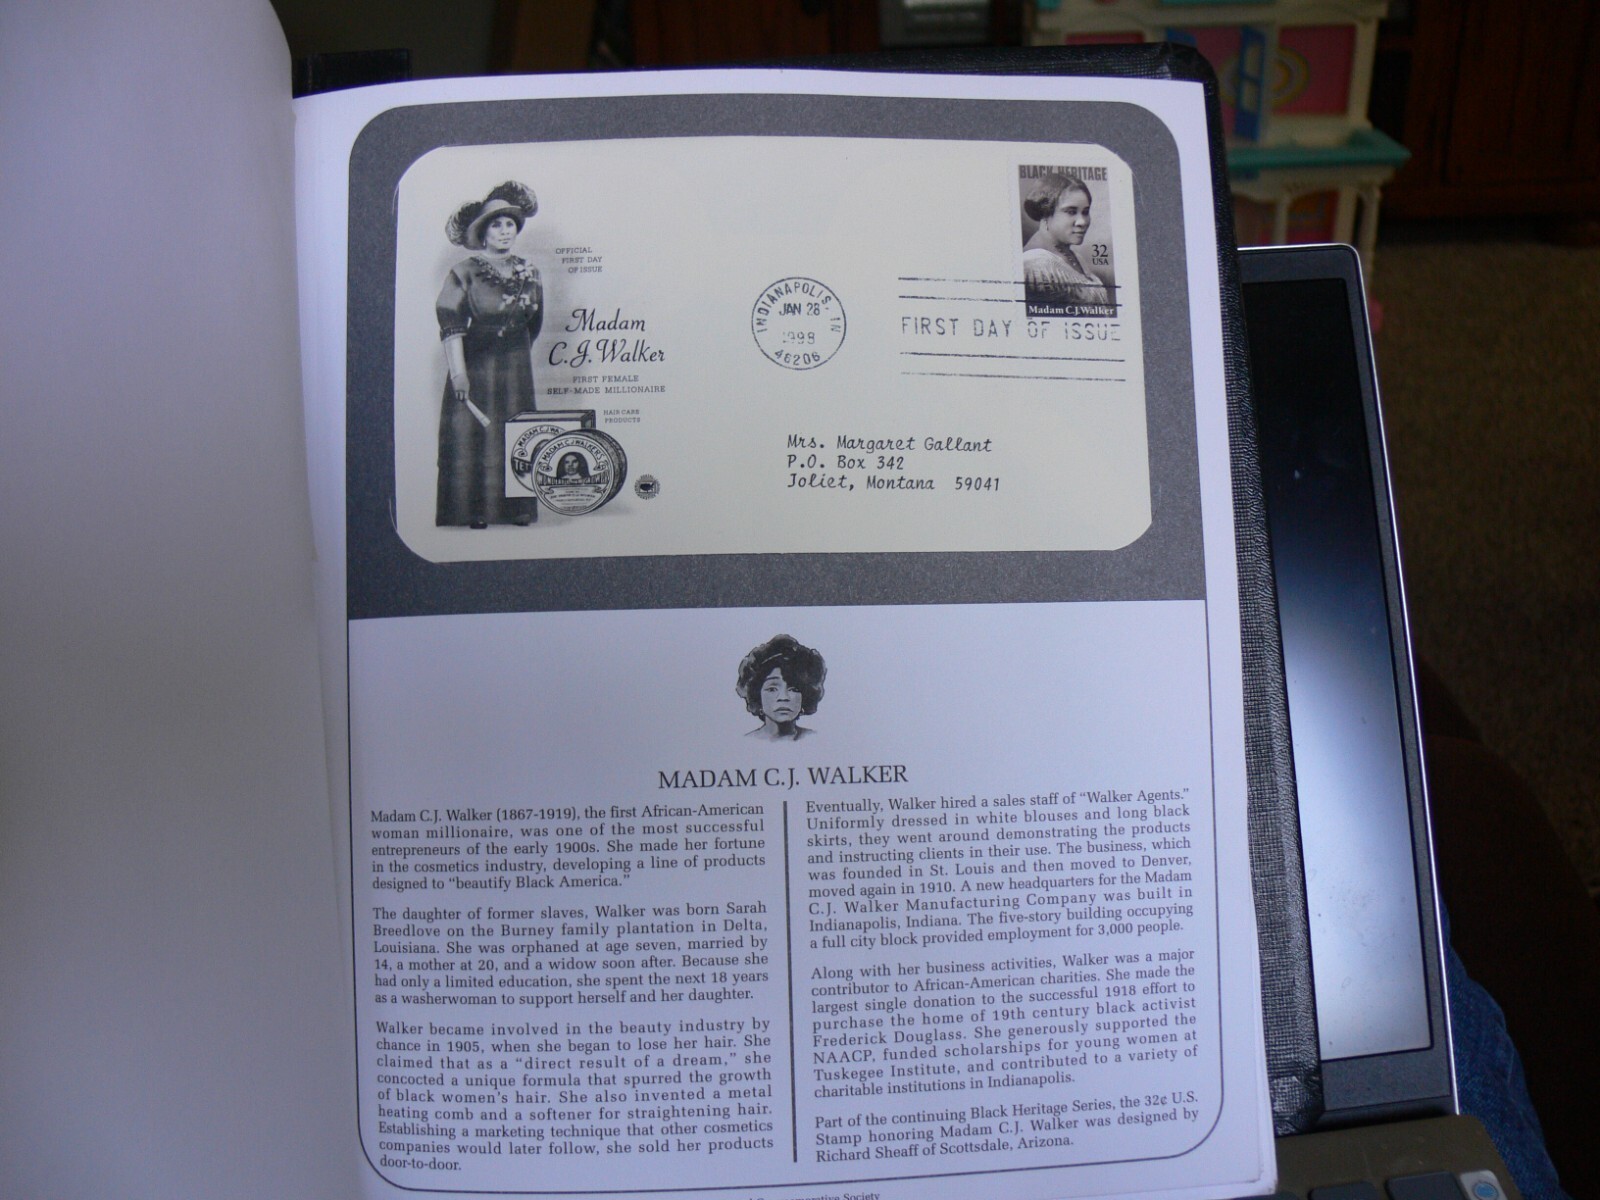 OFFICIAL
FIRST DAY
OF ISSUE
Madam
C.J. Walker
FIRST FEMALE
SELF-MADE MILLIONAIRE
HAIR CARE
PRODUCTS
MADAM C.J. WALKER'S
INDIANAPOLIS, IN
JAN 28
1998
46206
BLACK HERITAGE
32
USA
Madam C.J. Walker
FIRST DAY OF ISSUE
Mrs. Margaret Gallant
P.O. Box 342
Joliet, Montana 59041
MADAM C.J. WALKER
Madam C.J. Walker (1867-1919), the first African-American
woman millionaire, was one of the most successful
entrepreneurs of the early 1900s. She made her fortune
in the cosmetics industry, developing a line of products
designed to “beautify Black America.”
The daughter of former slaves, Walker was born Sarah
Breedlove on the Burney family plantation in Delta,
Louisiana. She was orphaned at age seven, married by
14, a mother at 20, and a widow soon after. Because she
had only a limited education, she spent the next 18 years
as a washerwoman to support herself and her daughter.
Walker became involved in the beauty industry by
chance in 1905, when she began to lose her hair. She
claimed that as a “direct result of a dream,” she
concocted a unique formula that spurred the growth
of black women's hair. She also invented a metal
heating comb and a softener for straightening hair.
Establishing a marketing technique that other cosmetics
companies would later follow, she sold her products
door-to-door.
Eventually, Walker hired a sales staff of “Walker Agents.”
Uniformly dressed in white blouses and long black
skirts, they went around demonstrating the products
and instructing clients in their use. The business, which
was founded in St. Louis and then moved to Denver,
moved again in 1910. A new headquarters for the Madam
C.J. Walker Manufacturing Company was built in
Indianapolis, Indiana. The five-story building occupying
a full city block provided employment for 3,000 people.
Along with her business activities, Walker was a major
contributor to African-American charities. She made the
largest single donation to the successful 1918 effort to
purchase the home of 19th century black activist
Frederick Douglass. She generously supported the
NAACP, funded scholarships for young women at
Tuskegee Institute, and contributed to a variety of
charitable institutions in Indianapolis.
Part of the continuing Black Heritage Series, the 32¢ U.S.
Stamp honoring Madam C.J. Walker was designed by
Richard Sheaff of Scottsdale, Arizona.
Commemorative Society